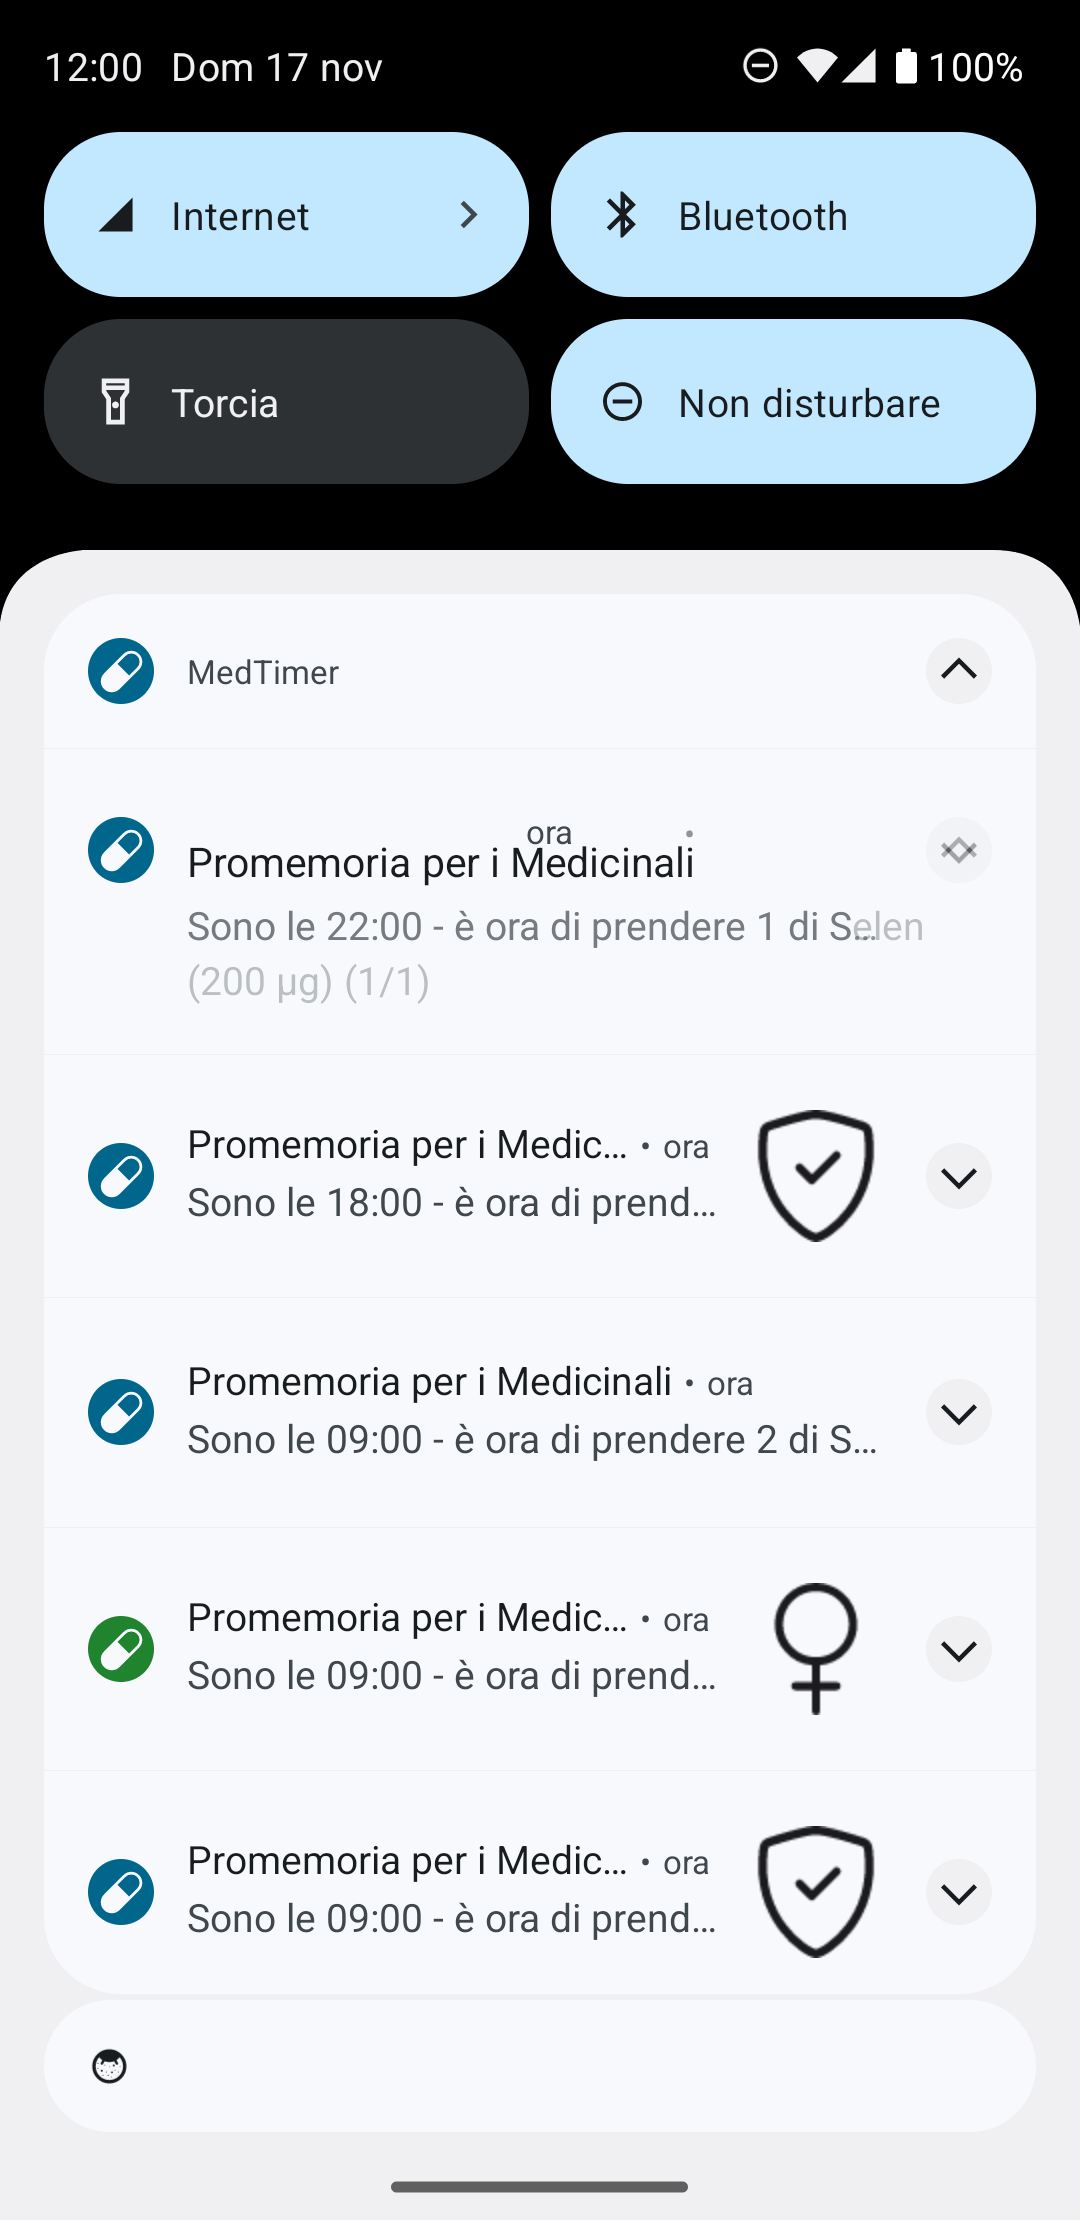 12:00 Dom 17 nov 100%
Internet
Bluetooth
Torcia
Non disturbare
MedTimer
Promemoria per i Medicinali • ora
Sono le 22:00 - è ora di prendere 1 di Selen
(200 µg) (1/1)
Promemoria per i Medic... • ora
Sono le 18:00 - è ora di prend...
Promemoria per i Medicinali • ora
Sono le 09:00 - è ora di prendere 2 di S...
Promemoria per i Medic... • ora
Sono le 09:00 - è ora di prend...
Promemoria per i Medic... • ora
Sono le 09:00 - è ora di prend...